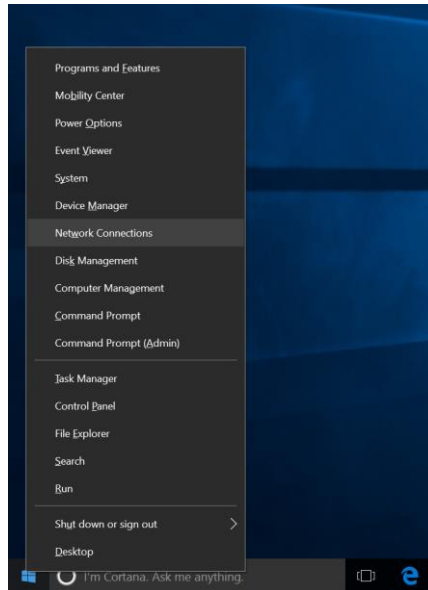 Programs and Features
Mobility Center
Power Options
Event Viewer
System
Device Manager
Network Connections
Disk Management
Computer Management
Command Prompt
Command Prompt (Admin)
Task Manager
Control Panel
File Explorer
Search
Run
Shut down or sign out
Desktop
I'm Cortana. Ask me anything.